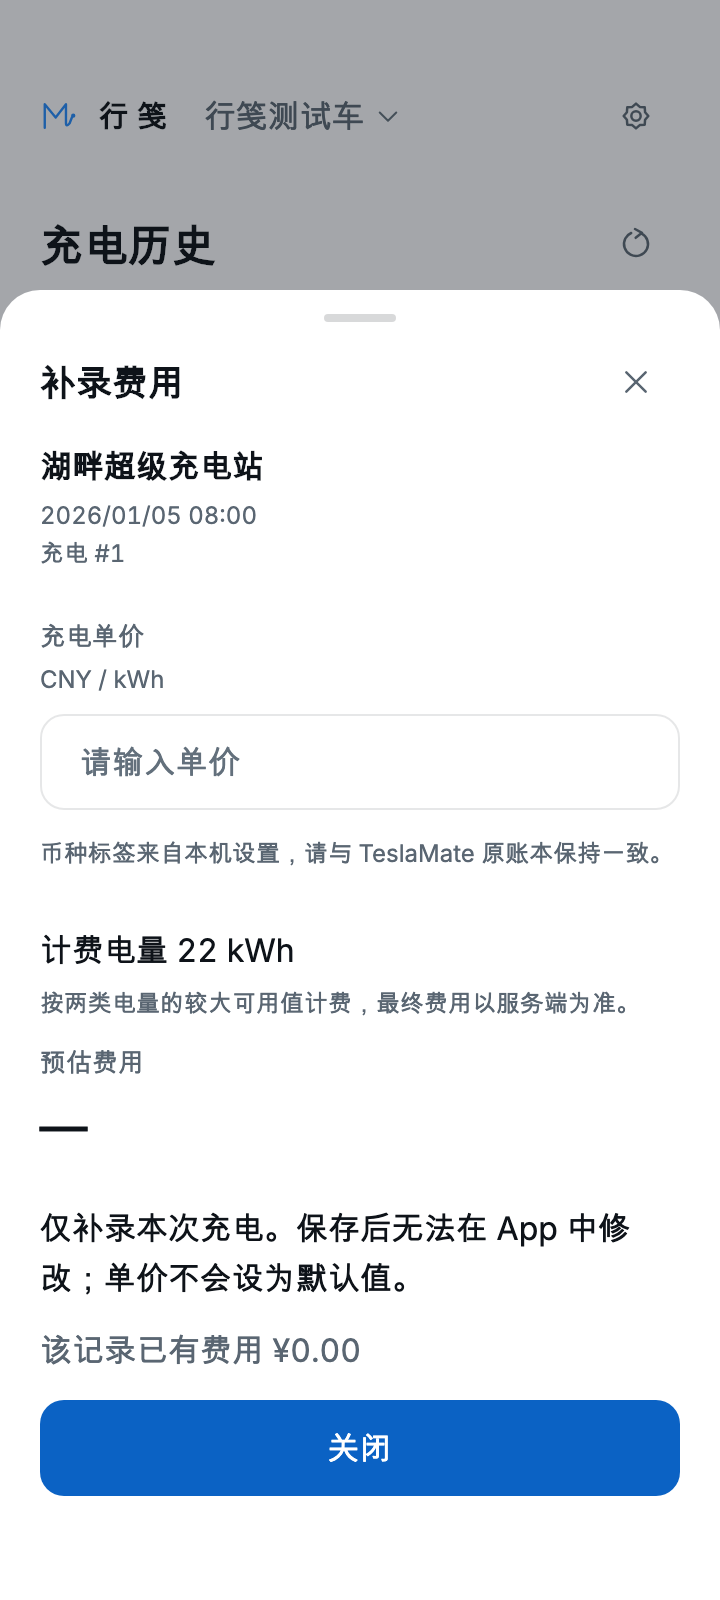 行笺 行笺测试车
充电历史
补录费用
湖畔超级充电站
2026/01/05 08:00
充电 #1
充电单价
CNY / kWh
请输入单价
币种标签来自本机设置，请与 TeslaMate 原账本保持一致。
计费电量 22 kWh
按两类电量的较大可用值计费，最终费用以服务端为准。
预估费用
—
仅补录本次充电。保存后无法在 App 中修
改；单价不会设为默认值。
该记录已有费用 ¥0.00
关闭